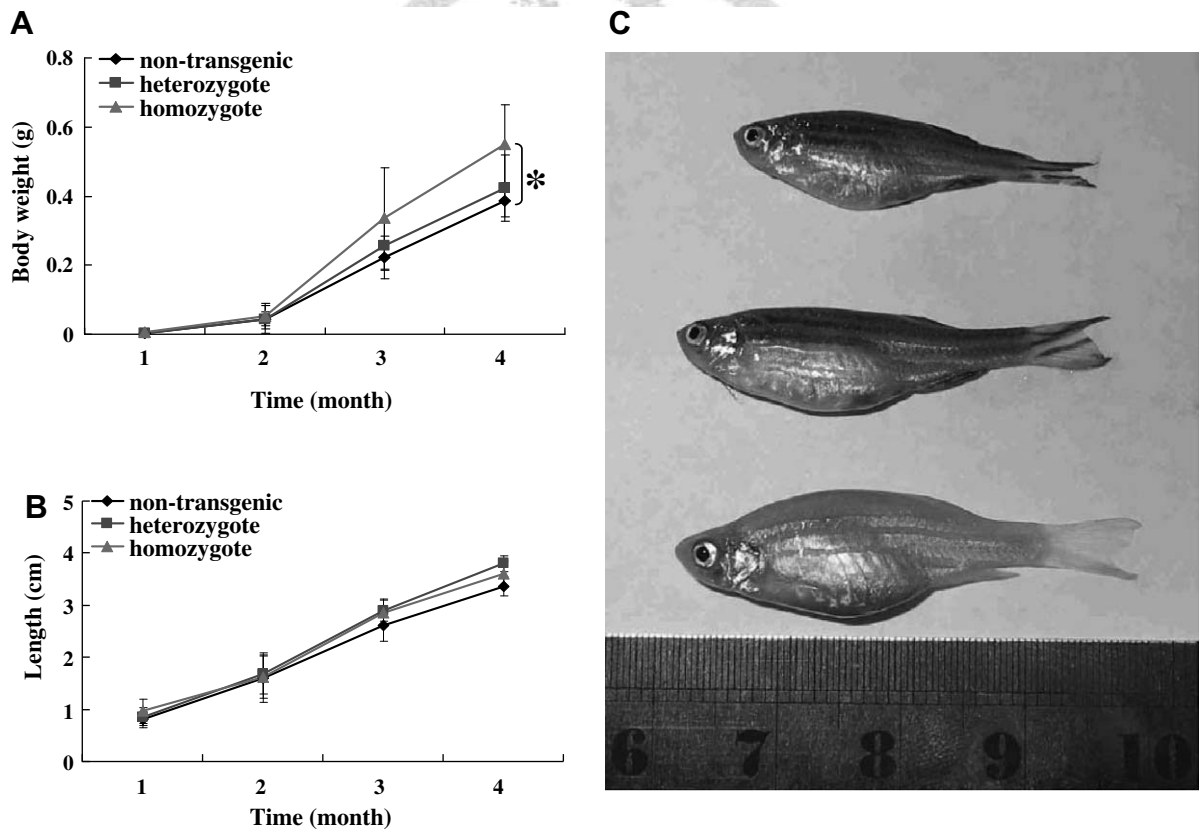 A
non-transgenic
heterozygote
homozygote
0.8
0.6
0.4
0.2
0
Body weight (g)
*
1 2 3 4
Time (month)
B
non-transgenic
heterozygote
homozygote
5
4
3
2
1
0
Length (cm)
1 2 3 4
Time (month)
C
6 7 8 9 10